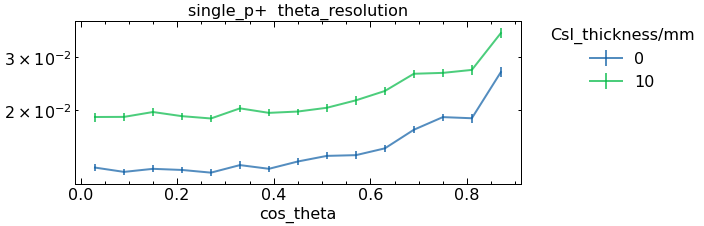 single_p+ theta_resolution
Csl_thickness/mm
0
10
3 × 10⁻²
2 × 10⁻²
0.0 0.2 0.4 0.6 0.8
cos_theta